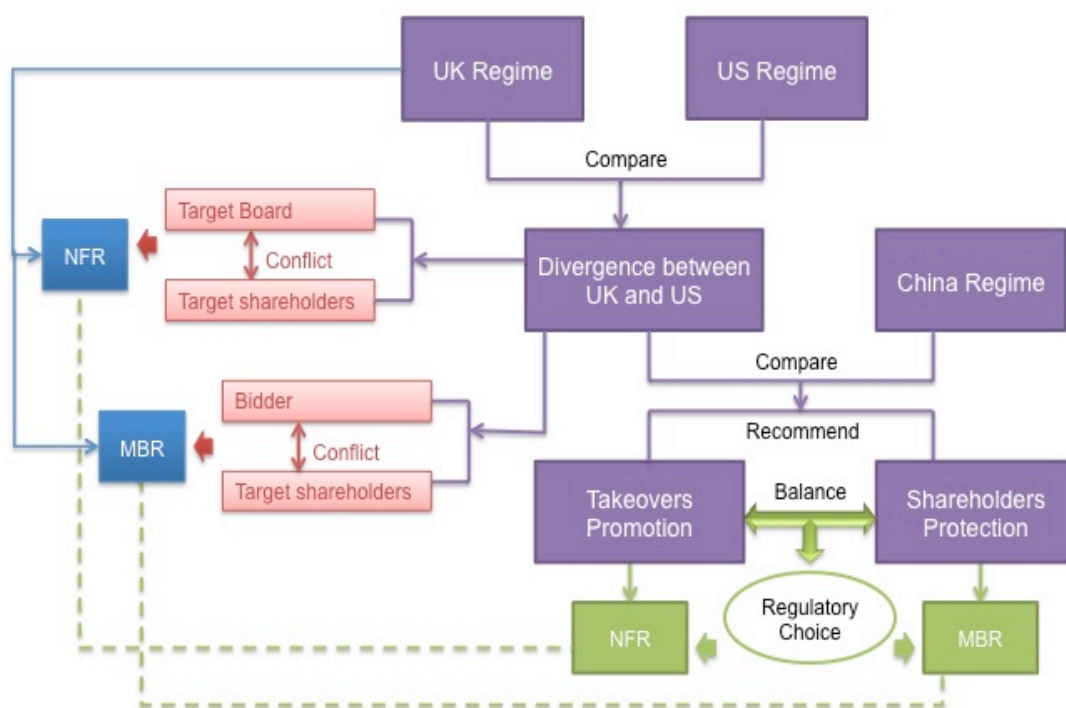 UK Regime
US Regime
Compare
Target Board
NFR
Conflict
Target shareholders
Divergence between
UK and US
China Regime
Compare
Bidder
MBR
Conflict
Target shareholders
Recommend
Takeovers
Promotion
Balance
Shareholders
Protection
NFR
Regulatory
Choice
MBR